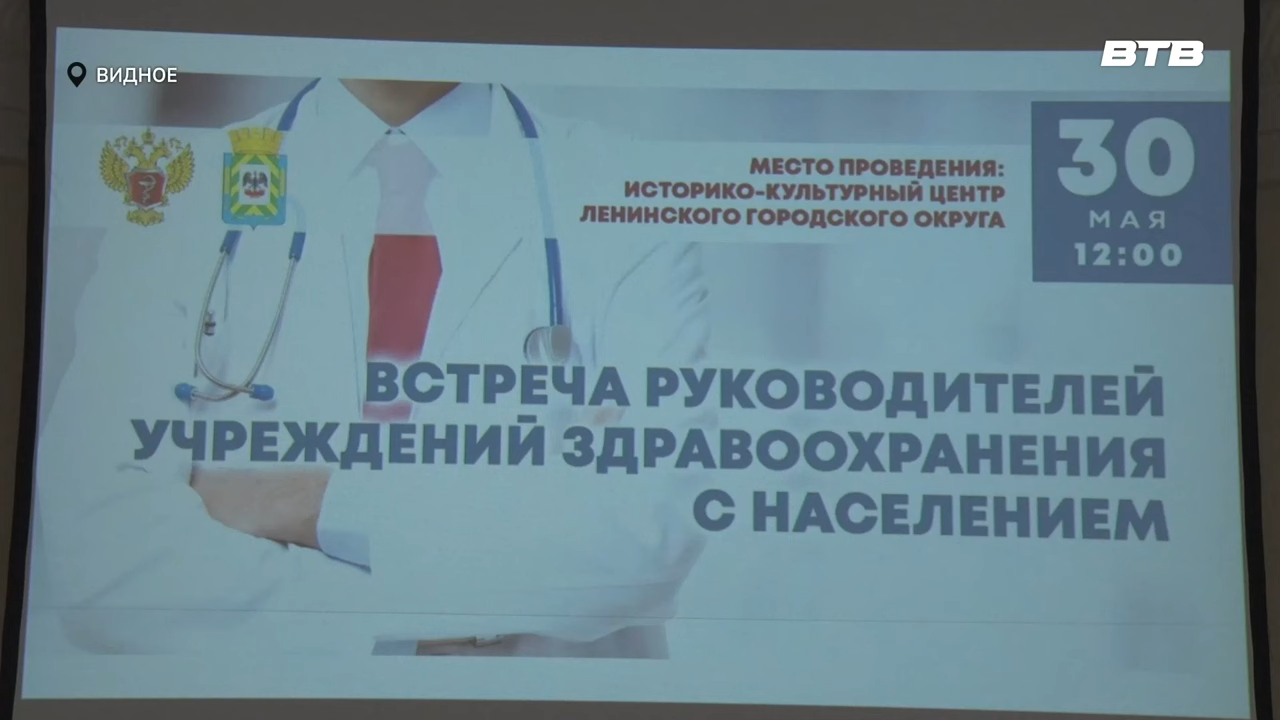 ВИДНОЕ
ВТВ
МЕСТО ПРОВЕДЕНИЯ:
ИСТОРИКО-КУЛЬТУРНЫЙ ЦЕНТР
ЛЕНИНСКОГО ГОРОДСКОГО ОКРУГА
30
МАЯ
12:00
ВСТРЕЧА РУКОВОДИТЕЛЕЙ
УЧРЕЖДЕНИЙ ЗДРАВООХРАНЕНИЯ
С НАСЕЛЕНИЕМ